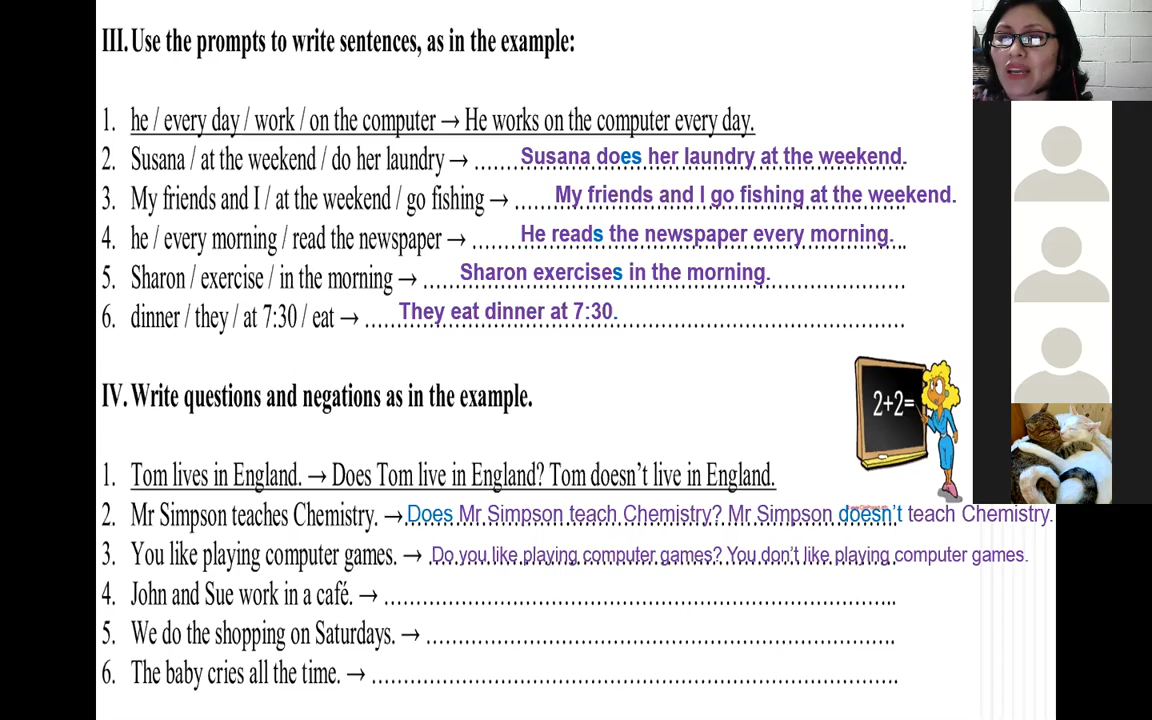 III. Use the prompts to write sentences, as in the example:
1. he / every day / work / on the computer → He works on the computer every day.
2. Susana / at the weekend / do her laundry → ...... Susana does her laundry at the weekend.
3. My friends and I / at the weekend / go fishing → ...... My friends and I go fishing at the weekend.
4. he / every morning / read the newspaper → ...... He reads the newspaper every morning.
5. Sharon / exercise / in the morning → ...... Sharon exercises in the morning.
6. dinner / they / at 7:30 / eat → ...... They eat dinner at 7:30.
IV. Write questions and negations as in the example.
2+2=
1. Tom lives in England. → Does Tom live in England? Tom doesn't live in England.
2. Mr Simpson teaches Chemistry. → Does Mr Simpson teach Chemistry? Mr Simpson doesn't teach Chemistry.
3. You like playing computer games. → Do you like playing computer games? You don't like playing computer games.
4. John and Sue work in a café. → ......
5. We do the shopping on Saturdays. → ......
6. The baby cries all the time. → ......